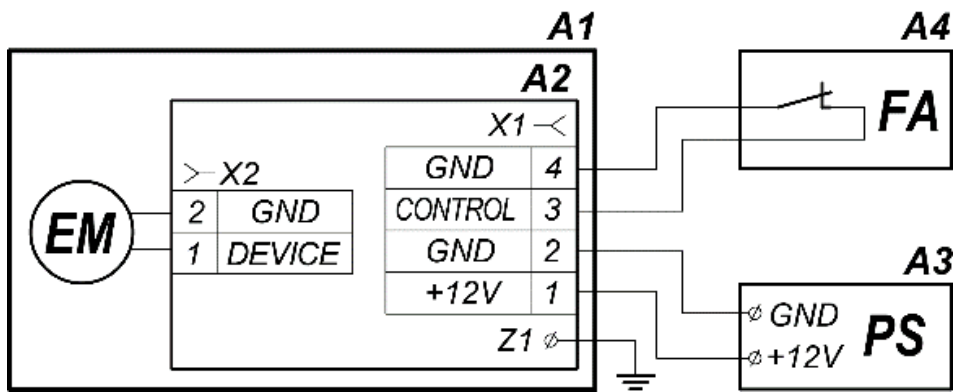 A1
A4
A2
X1
FA
X2
GND 4
2 GND
CONTROL 3
EM
1 DEVICE
GND 2
A3
+12V 1
GND
PS
Z1
+12V